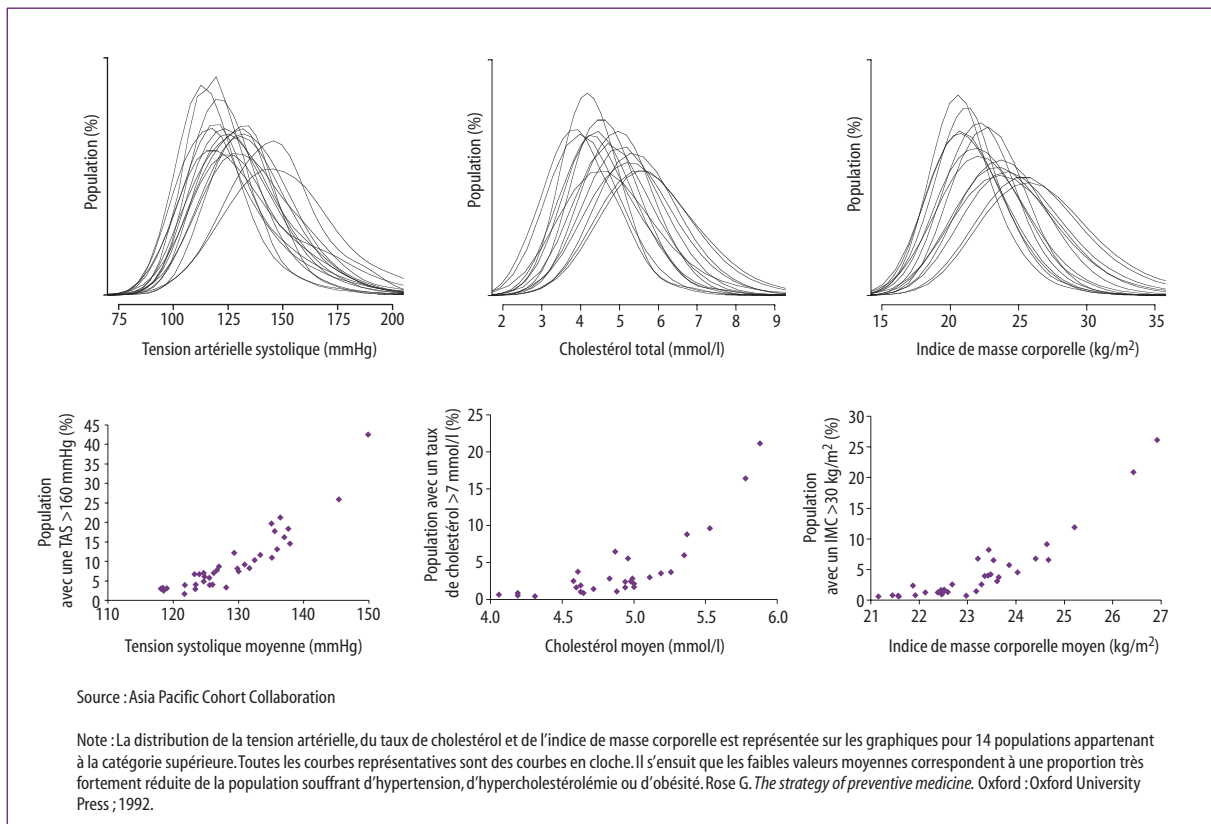 Population (%)
75 100 125 150 175 200
Tension artérielle systolique (mmHg)
Population (%)
2 3 4 5 6 7 8 9
Cholestérol total (mmol/l)
Population (%)
15 20 25 30 35
Indice de masse corporelle (kg/m²)
Population
avec une TAS >160 mmHg (%)
45
40
35
30
25
20
15
10
5
0
110 120 130 140 150
Tension systolique moyenne (mmHg)
Population avec un taux
de cholestérol >7 mmol/l (%)
25
20
15
10
5
0
4.0 4.5 5.0 5.5 6.0
Cholestérol moyen (mmol/l)
Population
avec un IMC >30 kg/m² (%)
30
25
20
15
10
5
0
21 22 23 24 25 26 27
Indice de masse corporelle moyen (kg/m²)
Source : Asia Pacific Cohort Collaboration
Note : La distribution de la tension artérielle, du taux de cholestérol et de l'indice de masse corporelle est représentée sur les graphiques pour 14 populations appartenant
à la catégorie supérieure. Toutes les courbes représentatives sont des courbes en cloche. Il s'ensuit que les faibles valeurs moyennes correspondent à une proportion très
fortement réduite de la population souffrant d'hypertension, d'hypercholestérolémie ou d'obésité. Rose G. The strategy of preventive medicine. Oxford : Oxford University
Press ; 1992.